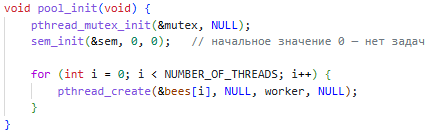 void pool_init(void) {
    pthread_mutex_init(&mutex, NULL);
    sem_init(&sem, 0, 0);   // начальное значение 0 — нет задач
    for (int i = 0; i < NUMBER_OF_THREADS; i++) {
        pthread_create(&bees[i], NULL, worker, NULL);
    }
}